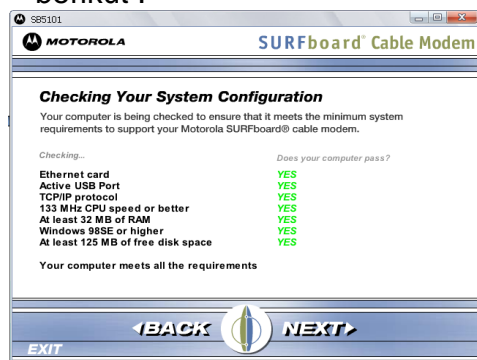 SB5101
MOTOROLA
SURFboard® Cable Modem
Checking Your System Configuration
Your computer is being checked to ensure that it meets the minimum system
requirements to support your Motorola SURFboard® cable modem.
Checking... Does your computer pass?
Ethernet card YES
Active USB Port YES
TCP/IP protocol YES
133 MHz CPU speed or better YES
At least 32 MB of RAM YES
Windows 98SE or higher YES
At least 125 MB of free disk space YES
Your computer meets all the requirements
BACK NEXT
EXIT